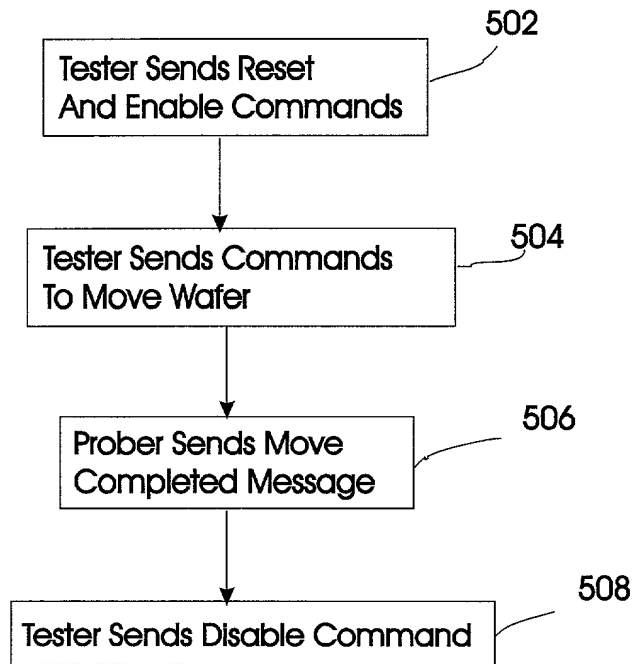 502
Tester Sends Reset
And Enable Commands
504
Tester Sends Commands
To Move Wafer
506
Prober Sends Move
Completed Message
508
Tester Sends Disable Command